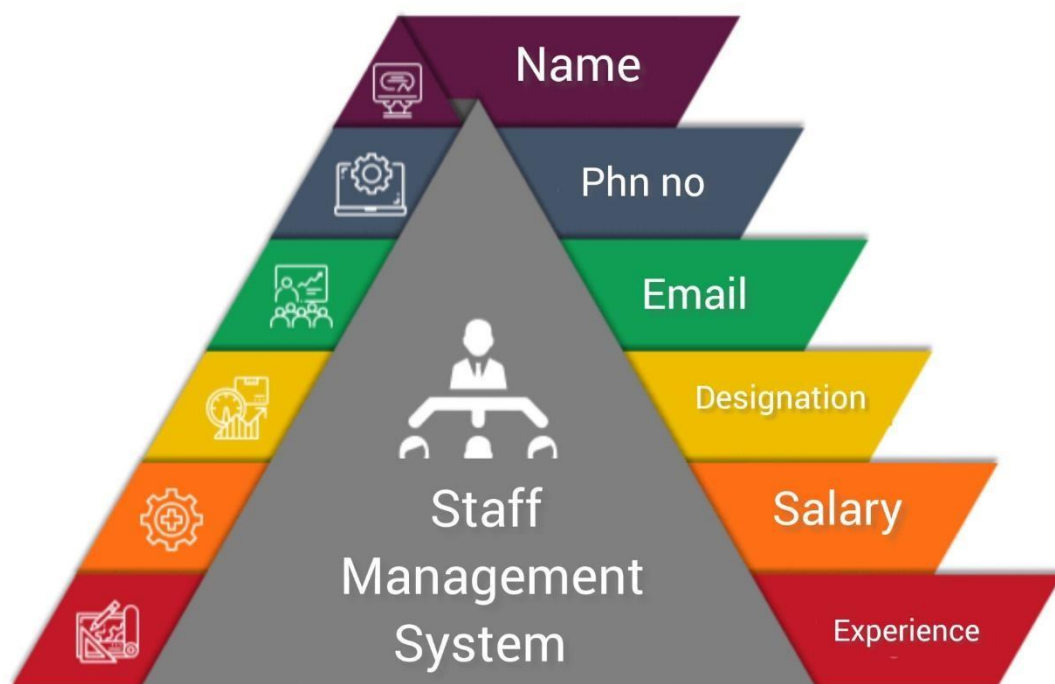 Name
Phn no
Email
Designation
Salary
Experience
Staff
Management
System